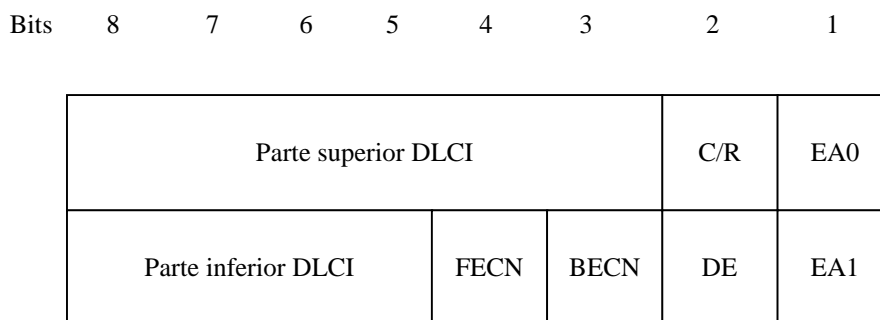 Bits 8 7 6 5 4 3 2 1
Parte superior DLCI C/R EA0
Parte inferior DLCI FECN BECN DE EA1